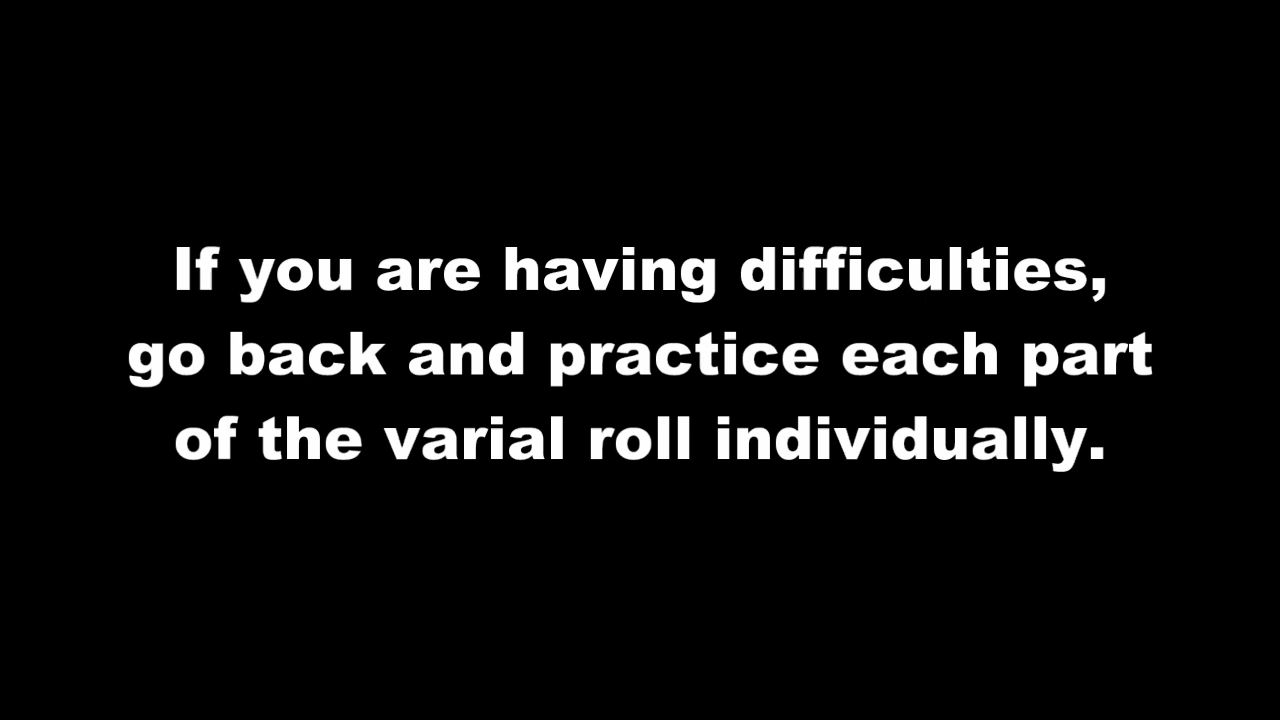 If you are having difficulties,
go back and practice each part
of the varial roll individually.